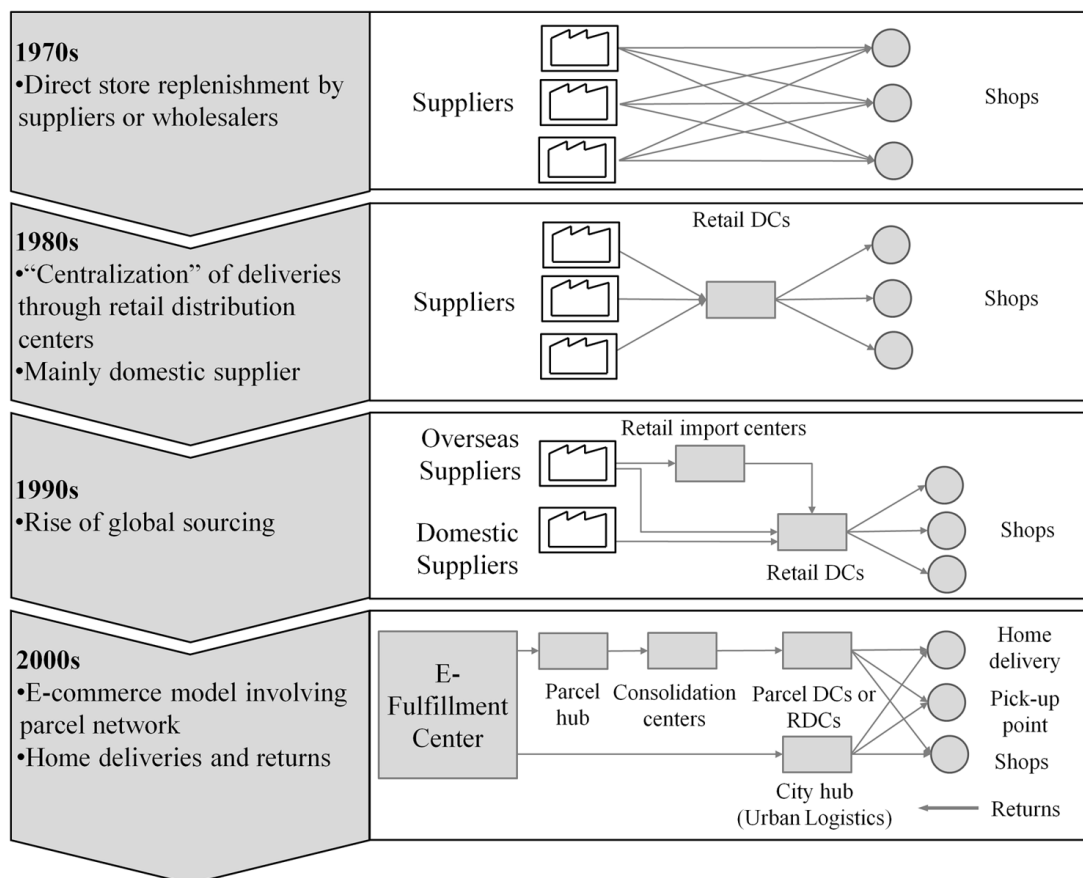 1970s
•Direct store replenishment by
suppliers or wholesalers
Suppliers
Shops
1980s
•“Centralization” of deliveries
through retail distribution
centers
•Mainly domestic supplier
Retail DCs
Suppliers
Shops
1990s
•Rise of global sourcing
Overseas
Suppliers
Retail import centers
Domestic
Suppliers
Retail DCs
Shops
2000s
•E-commerce model involving
parcel network
•Home deliveries and returns
E-
Fulfillment
Center
Parcel
hub
Consolidation
centers
Parcel DCs or
RDCs
City hub
(Urban Logistics)
Home
delivery
Pick-up
point
Shops
Returns